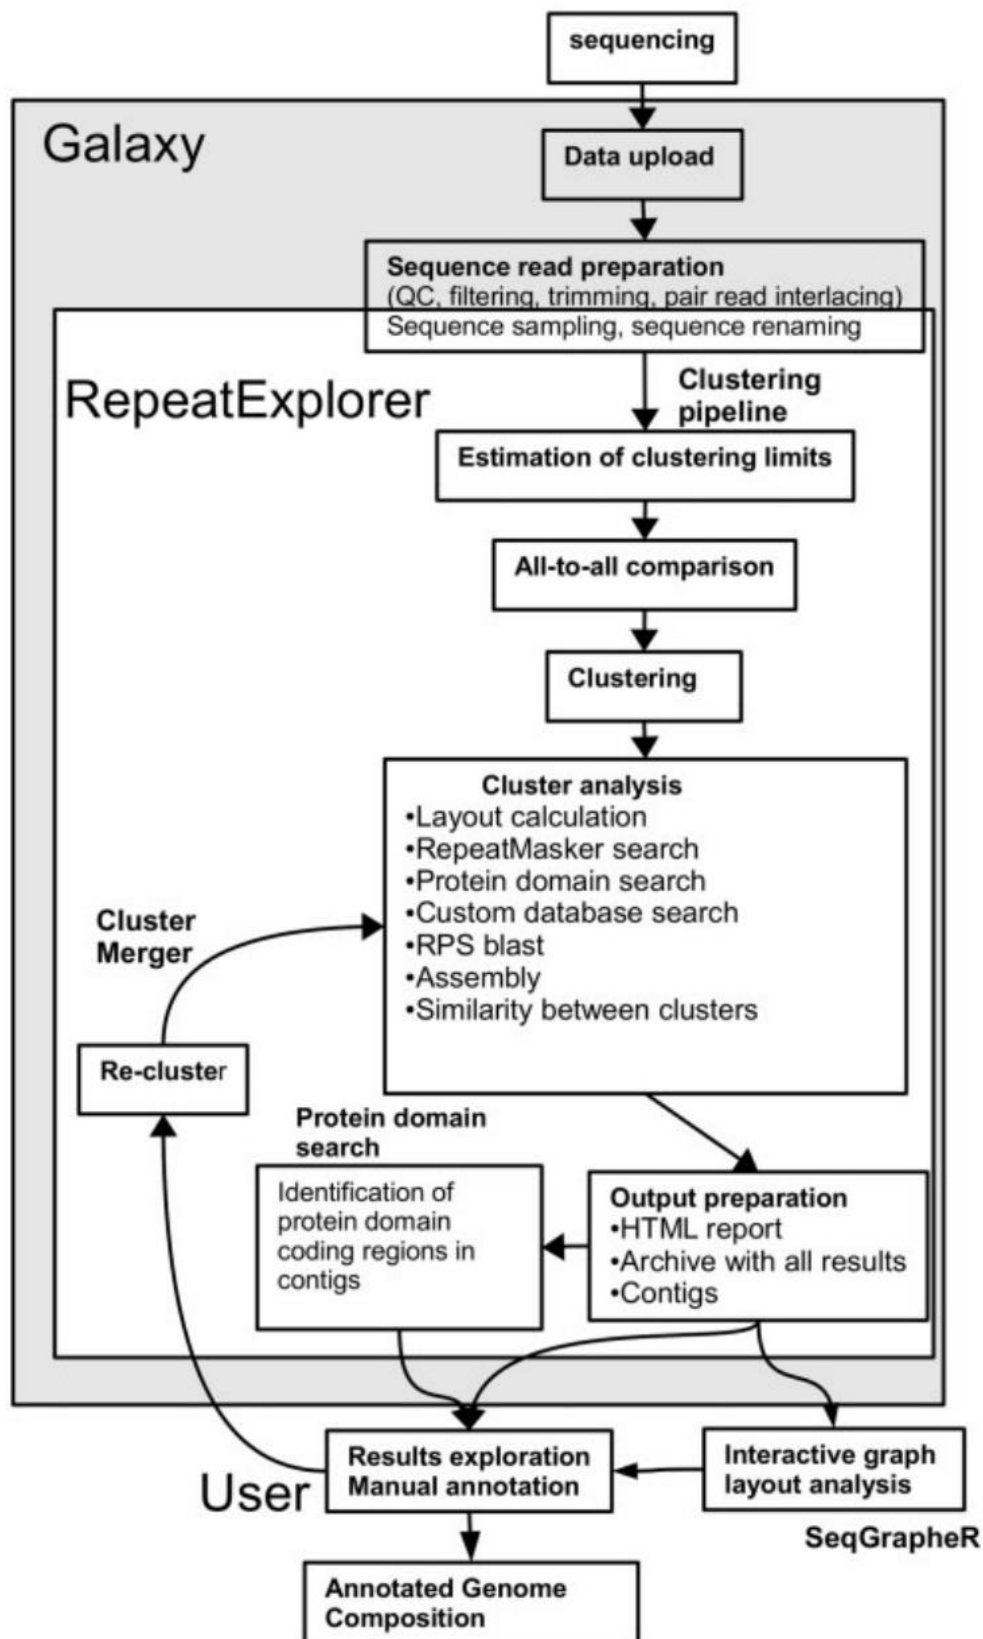 sequencing
Galaxy
Data upload
Sequence read preparation
(QC, filtering, trimming, pair read interlacing)
Sequence sampling, sequence renaming
RepeatExplorer
Clustering
pipeline
Estimation of clustering limits
All-to-all comparison
Clustering
Cluster analysis
•Layout calculation
•RepeatMasker search
•Protein domain search
•Custom database search
•RPS blast
•Assembly
•Similarity between clusters
Cluster
Merger
Re-cluster
Protein domain
search
Identification of
protein domain
coding regions in
contigs
Output preparation
•HTML report
•Archive with all results
•Contigs
User
Results exploration
Manual annotation
Interactive graph
layout analysis
SeqGrapheR
Annotated Genome
Composition